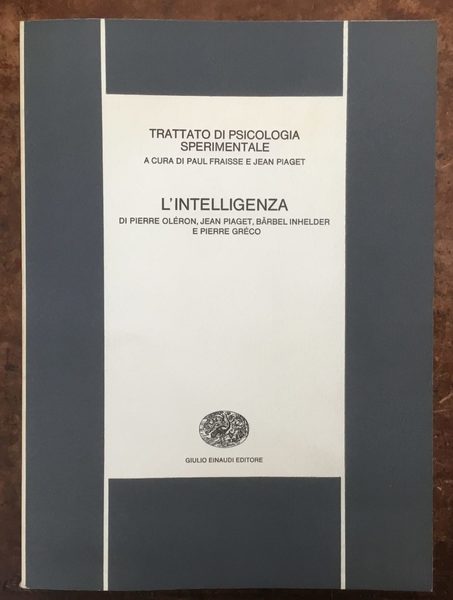 TRATTATO DI PSICOLOGIA
SPERIMENTALE
A CURA DI PAUL FRAISSE E JEAN PIAGET
L'INTELLIGENZA
DI PIERRE OLÉRON, JEAN PIAGET, BÄRBEL INHELDER
E PIERRE GRÉCO
GIULIO EINAUDI EDITORE